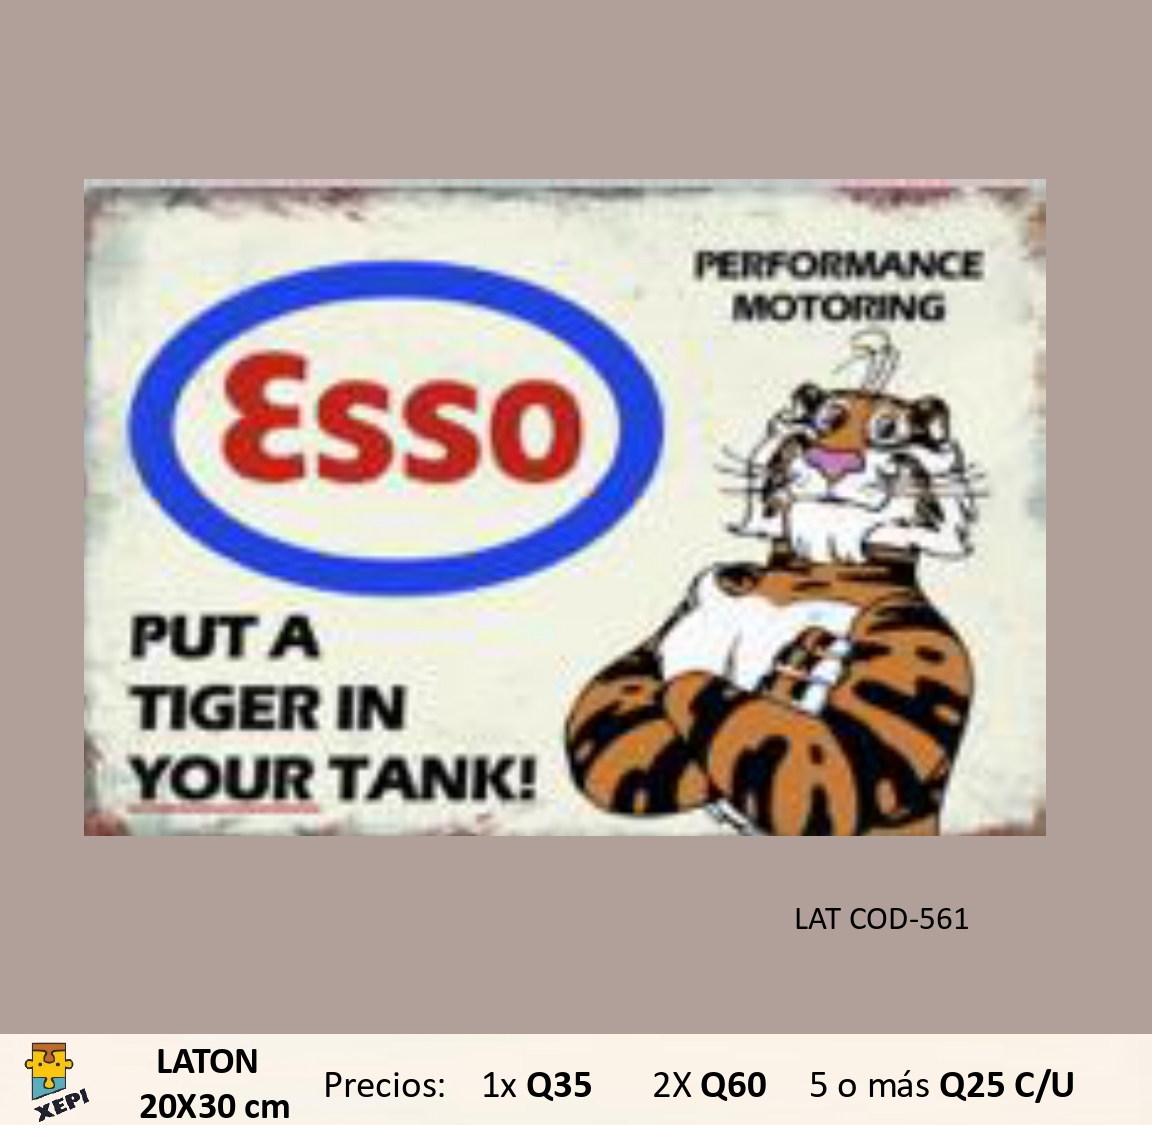 PERFORMANCE
MOTORING
Esso
PUT A
TIGER IN
YOUR TANK!
LAT COD-561
XEPI
LATON
20X30 cm
Precios: 1x Q35 2X Q60 5 o más Q25 C/U